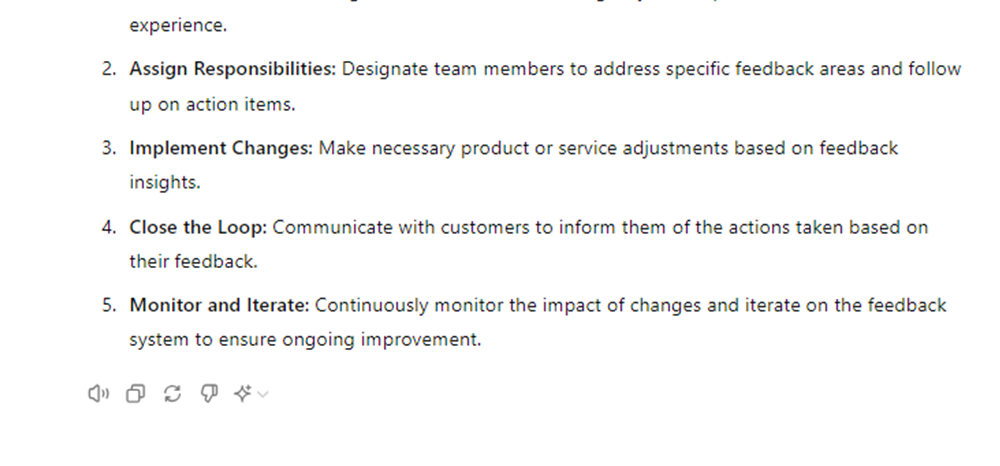 experience.
2. Assign Responsibilities: Designate team members to address specific feedback areas and follow
up on action items.
3. Implement Changes: Make necessary product or service adjustments based on feedback
insights.
4. Close the Loop: Communicate with customers to inform them of the actions taken based on
their feedback.
5. Monitor and Iterate: Continuously monitor the impact of changes and iterate on the feedback
system to ensure ongoing improvement.